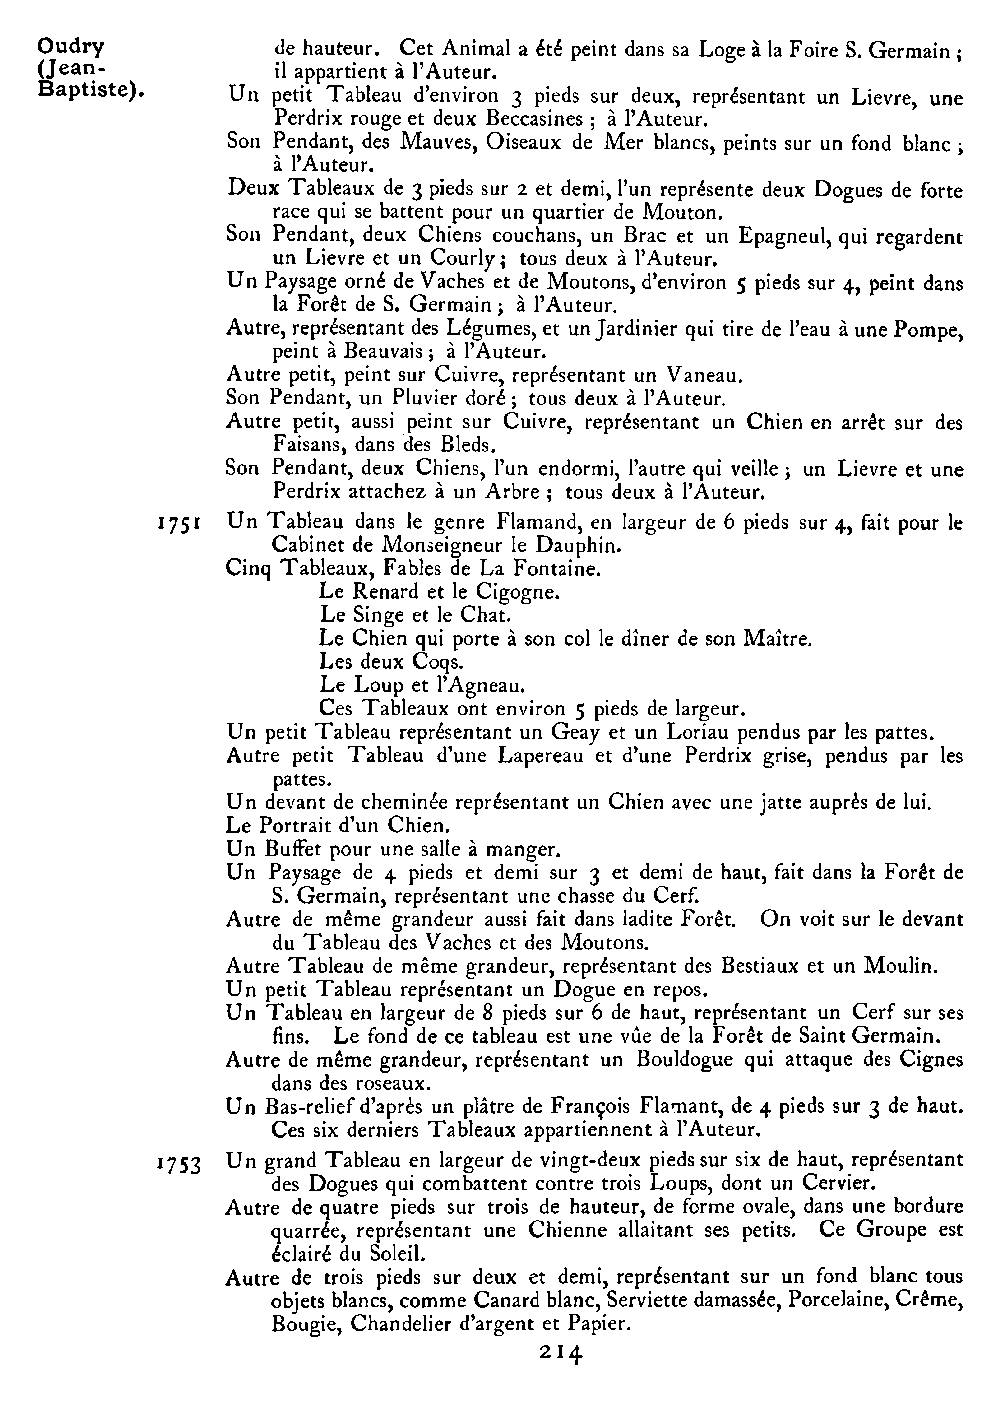 Oudry
(Jean-
Baptiste).
de hauteur. Cet Animal a été peint dans sa Loge à la Foire S. Germain ;
il appartient à l'Auteur.
Un petit Tableau d'environ 3 pieds sur deux, représentant un Lievre, une
Perdrix rouge et deux Beccasines ; à l'Auteur.
Son Pendant, des Mauves, Oiseaux de Mer blancs, peints sur un fond blanc ;
à l'Auteur.
Deux Tableaux de 3 pieds sur 2 et demi, l'un représente deux Dogues de forte
race qui se battent pour un quartier de Mouton.
Son Pendant, deux Chiens couchans, un Brac et un Epagneul, qui regardent
un Lievre et un Courly ; tous deux à l'Auteur.
Un Paysage orné de Vaches et de Moutons, d'environ 5 pieds sur 4, peint dans
la Forêt de S. Germain ; à l'Auteur.
Autre, représentant des Légumes, et un Jardinier qui tire de l'eau à une Pompe,
peint à Beauvais ; à l'Auteur.
Autre petit, peint sur Cuivre, représentant un Vaneau.
Son Pendant, un Pluvier doré ; tous deux à l'Auteur.
Autre petit, aussi peint sur Cuivre, représentant un Chien en arrêt sur des
Faisans, dans des Bleds.
Son Pendant, deux Chiens, l'un endormi, l'autre qui veille ; un Lievre et une
Perdrix attachez à un Arbre ; tous deux à l'Auteur.
1751 Un Tableau dans le genre Flamand, en largeur de 6 pieds sur 4, fait pour le
Cabinet de Monseigneur le Dauphin.
Cinq Tableaux, Fables de La Fontaine.
Le Renard et le Cigogne.
Le Singe et le Chat.
Le Chien qui porte à son col le dîner de son Maître.
Les deux Coqs.
Le Loup et l'Agneau.
Ces Tableaux ont environ 5 pieds de largeur.
Un petit Tableau représentant un Geay et un Loriau pendus par les pattes.
Autre petit Tableau d'une Lapereau et d'une Perdrix grise, pendus par les
pattes.
Un devant de cheminée représentant un Chien avec une jatte auprès de lui.
Le Portrait d'un Chien.
Un Buffet pour une salle à manger.
Un Paysage de 4 pieds et demi sur 3 et demi de haut, fait dans la Forêt de
S. Germain, représentant une chasse du Cerf.
Autre de même grandeur aussi fait dans ladite Forêt. On voit sur le devant
du Tableau des Vaches et des Moutons.
Autre Tableau de même grandeur, représentant des Bestiaux et un Moulin.
Un petit Tableau représentant un Dogue en repos.
Un Tableau en largeur de 8 pieds sur 6 de haut, représentant un Cerf sur ses
fins. Le fond de ce tableau est une vûe de la Forêt de Saint Germain.
Autre de même grandeur, représentant un Bouldogue qui attaque des Cignes
dans des roseaux.
Un Bas-relief d'après un plâtre de François Flamant, de 4 pieds sur 3 de haut.
Ces six derniers Tableaux appartiennent à l'Auteur.
1753 Un grand Tableau en largeur de vingt-deux pieds sur six de haut, représentant
des Dogues qui combattent contre trois Loups, dont un Cervier.
Autre de quatre pieds sur trois de hauteur, de forme ovale, dans une bordure
quarrée, représentant une Chienne allaitant ses petits. Ce Groupe est
éclairé du Soleil.
Autre de trois pieds sur deux et demi, représentant sur un fond blanc tous
objets blancs, comme Canard blanc, Serviette damassée, Porcelaine, Crême,
Bougie, Chandelier d'argent et Papier.
214